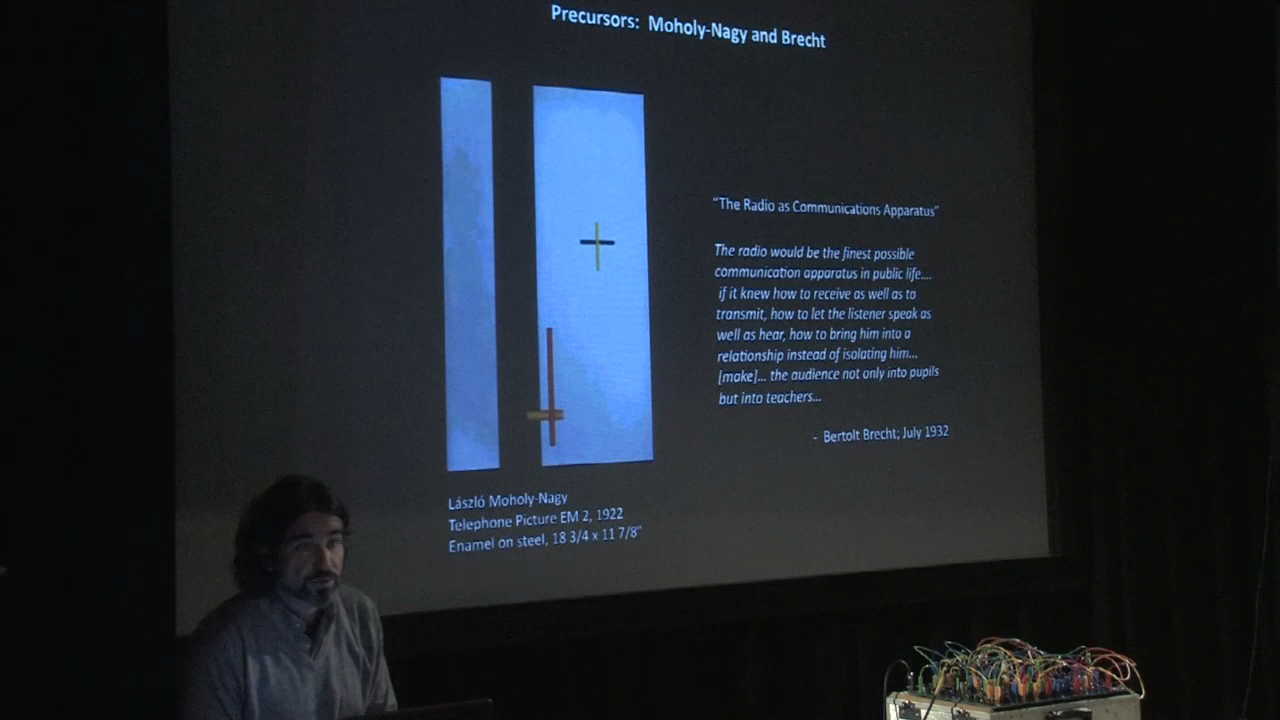 Precursors:  Moholy-Nagy and Brecht
“The Radio as Communications Apparatus”
The radio would be the finest possible
communication apparatus in public life....
if it knew how to receive as well as to
transmit, how to let the listener speak as
well as hear, how to bring him into a
relationship instead of isolating him...
[make]... the audience not only into pupils
but into teachers...
- Bertolt Brecht; July 1932
László Moholy-Nagy
Telephone Picture EM 2, 1922
Enamel on steel, 18 3/4 x 11 7/8”